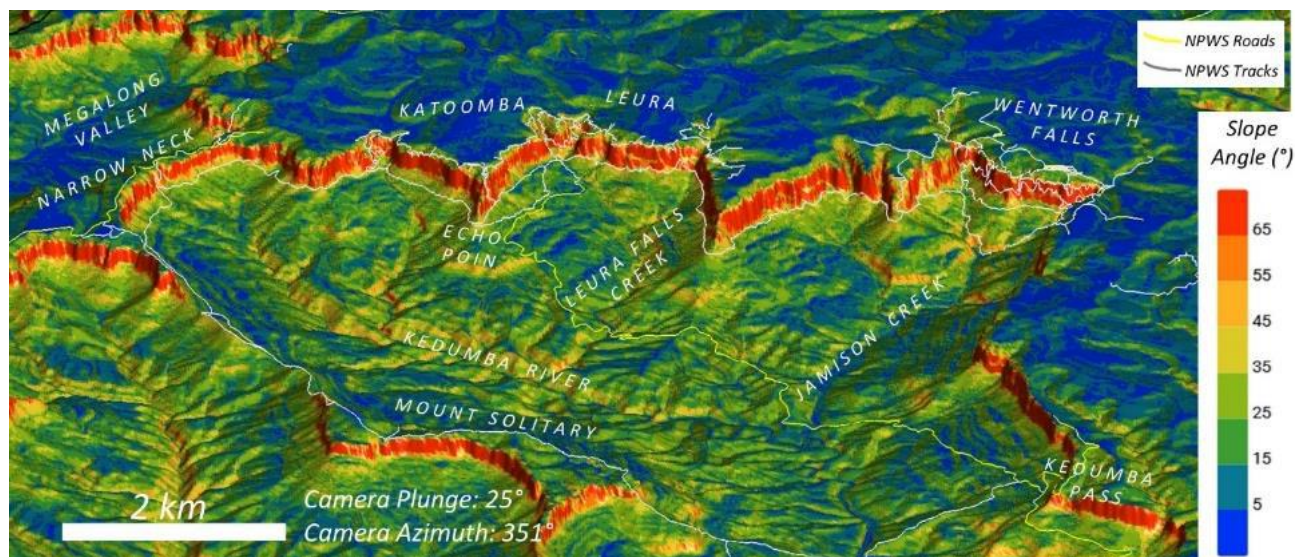 NPWS Roads
NPWS Tracks
MEGALONG
VALLEY
NARROW NECK
KATOOMBA
LEURA
WENTWORTH
FALLS
Slope
Angle (°)
65
55
45
35
25
15
5
ECHO
POIN
LEURA FALLS
CREEK
KEDUMBA RIVER
JAMISON CREEK
MOUNT SOLITARY
KEDUMBA
PASS
2 km
Camera Plunge: 25°
Camera Azimuth: 351°